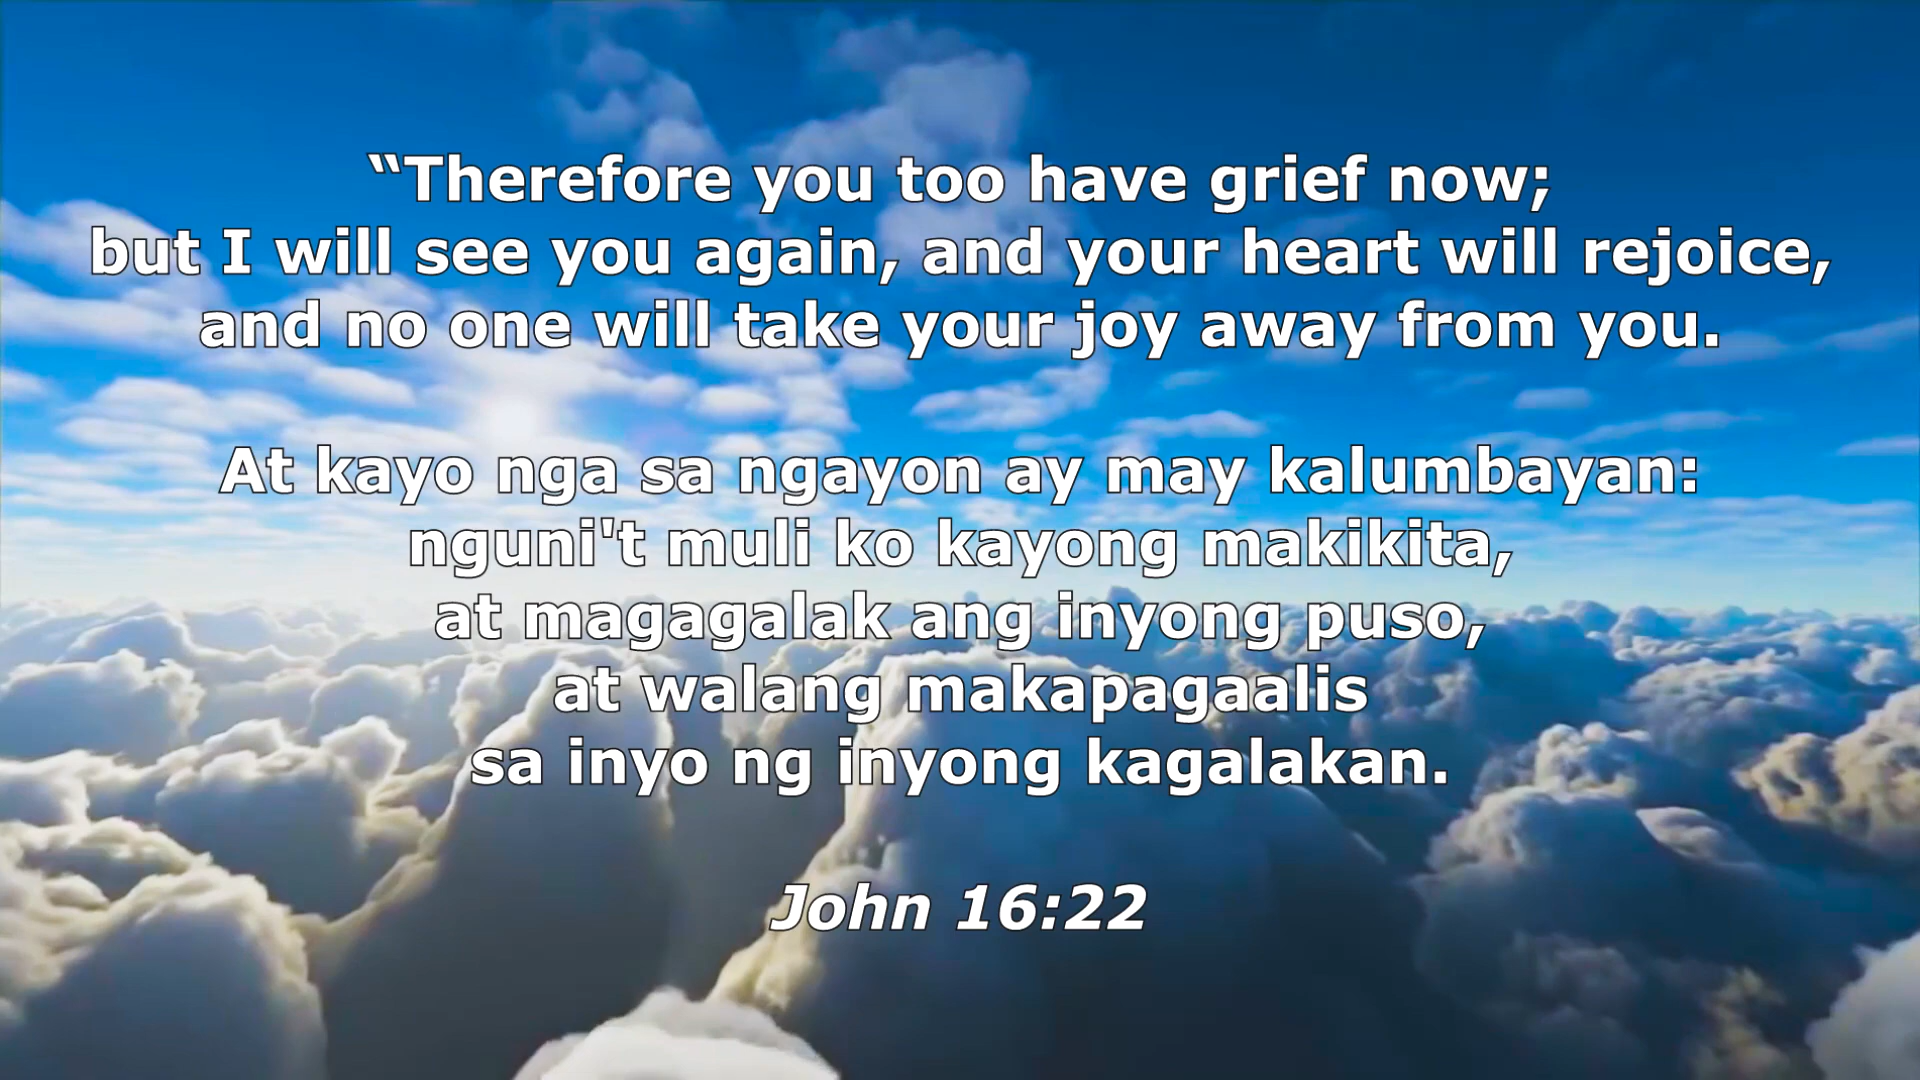 “Therefore you too have grief now;
but I will see you again, and your heart will rejoice,
and no one will take your joy away from you.
At kayo nga sa ngayon ay may kalumbayan:
nguni't muli ko kayong makikita,
at magagalak ang inyong puso,
at walang makapagaalis
sa inyo ng inyong kagalakan.
John 16:22